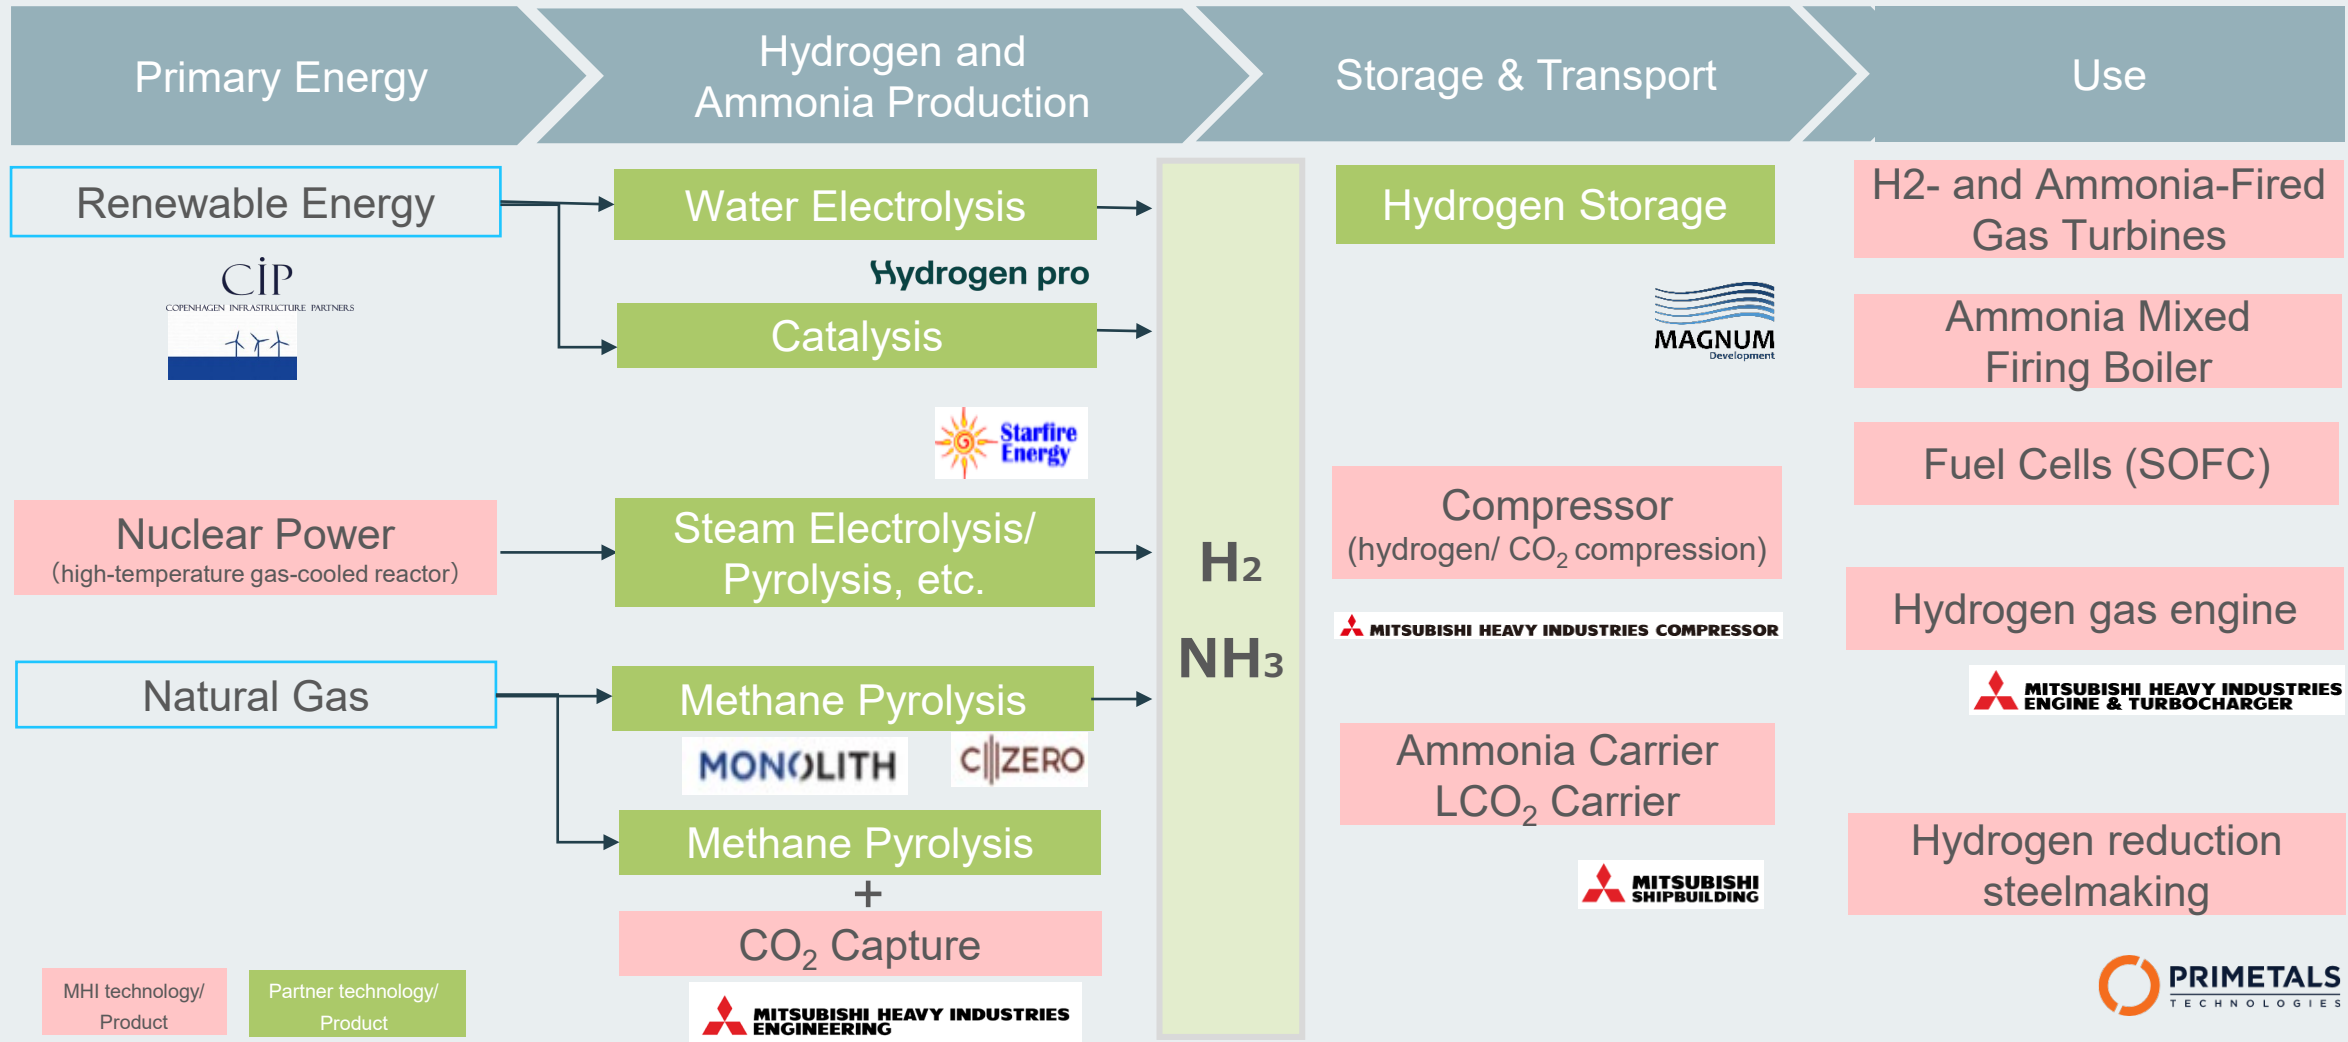 Primary Energy
Hydrogen and
Ammonia Production
Storage & Transport
Use
Renewable Energy
CIP
COPENHAGEN INFRASTRUCTURE PARTNERS
Nuclear Power
(high-temperature gas-cooled reactor)
Natural Gas
MHI technology/
Product
Partner technology/
Product
Water Electrolysis
Hydrogen pro
Catalysis
Starfire
Energy
Steam Electrolysis/
Pyrolysis, etc.
Methane Pyrolysis
MONOLITH
C|||ZERO
Methane Pyrolysis
+
CO₂ Capture
MITSUBISHI HEAVY INDUSTRIES
ENGINEERING
H₂
NH₃
Hydrogen Storage
MAGNUM
Development
Compressor
(hydrogen/ CO₂ compression)
MITSUBISHI HEAVY INDUSTRIES COMPRESSOR
Ammonia Carrier
LCO₂ Carrier
MITSUBISHI
SHIPBUILDING
H2- and Ammonia-Fired
Gas Turbines
Ammonia Mixed
Firing Boiler
Fuel Cells (SOFC)
Hydrogen gas engine
MITSUBISHI HEAVY INDUSTRIES
ENGINE & TURBOCHARGER
Hydrogen reduction
steelmaking
PRIMETALS
TECHNOLOGIES